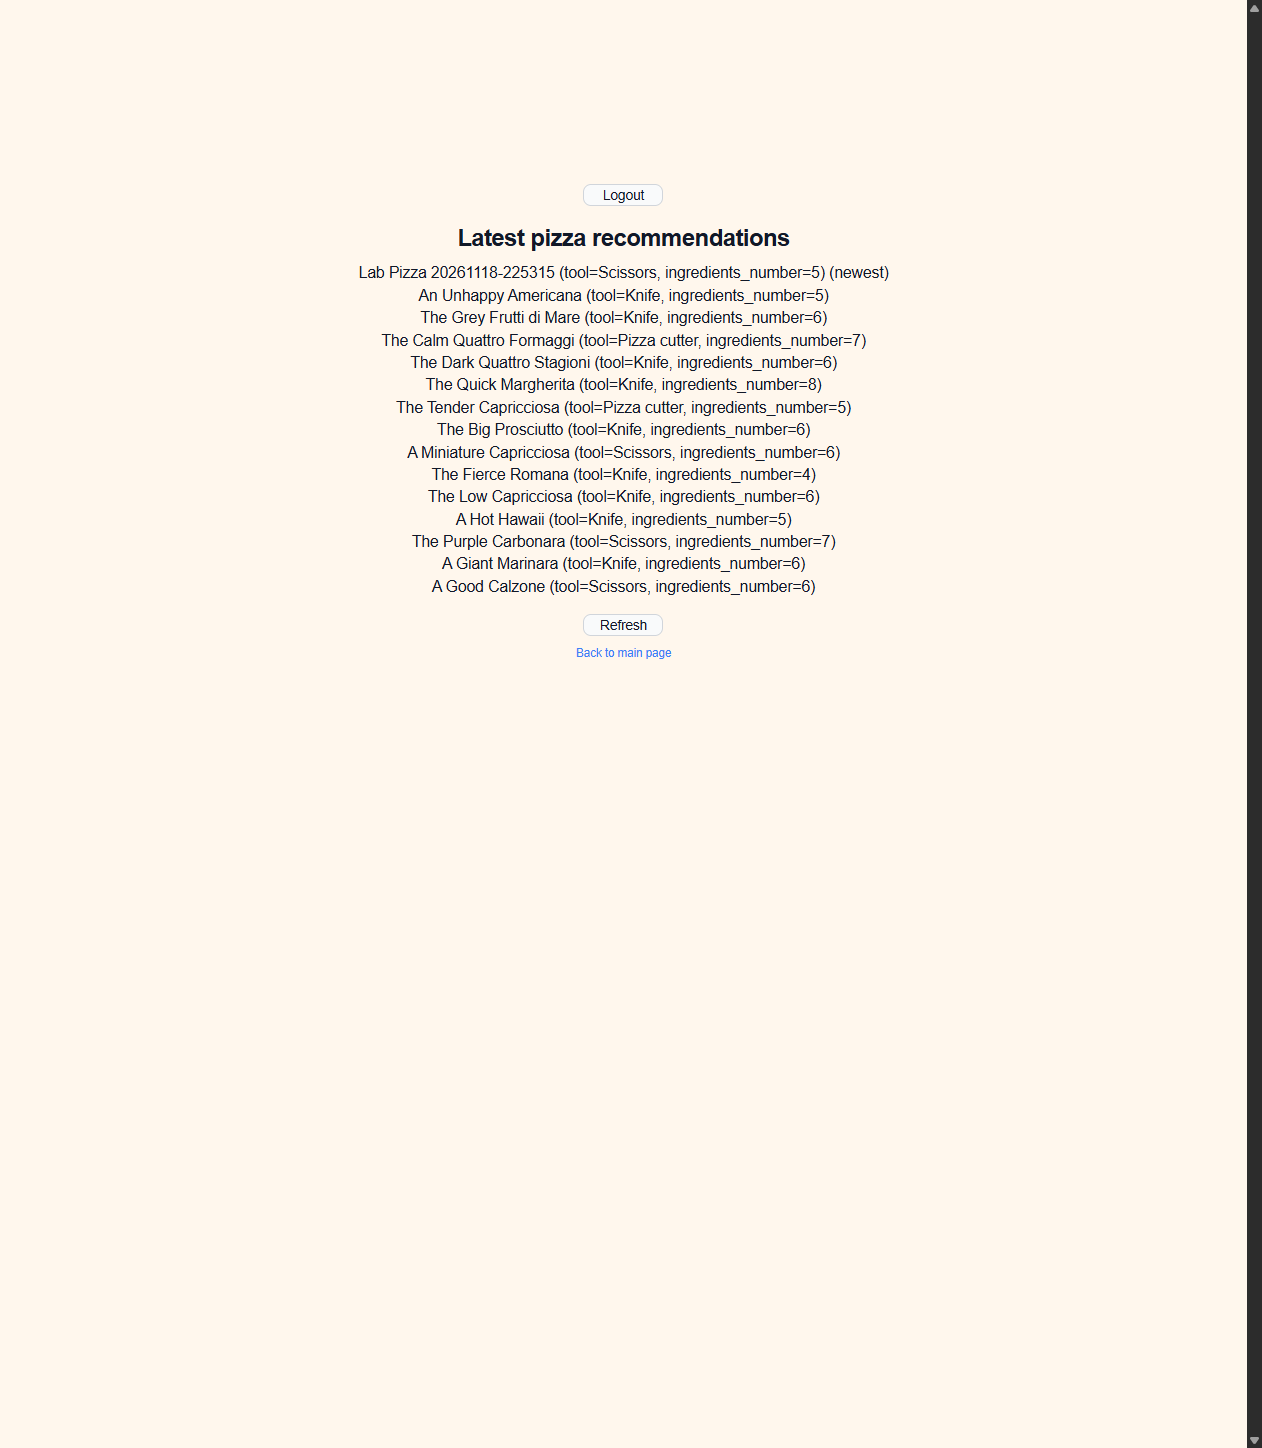 Logout
Latest pizza recommendations
Lab Pizza 20261118-225315 (tool=Scissors, ingredients_number=5) (newest)
An Unhappy Americana (tool=Knife, ingredients_number=5)
The Grey Frutti di Mare (tool=Knife, ingredients_number=6)
The Calm Quattro Formaggi (tool=Pizza cutter, ingredients_number=7)
The Dark Quattro Stagioni (tool=Knife, ingredients_number=6)
The Quick Margherita (tool=Knife, ingredients_number=8)
The Tender Capricciosa (tool=Pizza cutter, ingredients_number=5)
The Big Prosciutto (tool=Knife, ingredients_number=6)
A Miniature Capricciosa (tool=Scissors, ingredients_number=6)
The Fierce Romana (tool=Knife, ingredients_number=4)
The Low Capricciosa (tool=Knife, ingredients_number=6)
A Hot Hawaii (tool=Knife, ingredients_number=5)
The Purple Carbonara (tool=Scissors, ingredients_number=7)
A Giant Marinara (tool=Knife, ingredients_number=6)
A Good Calzone (tool=Scissors, ingredients_number=6)
Refresh
Back to main page